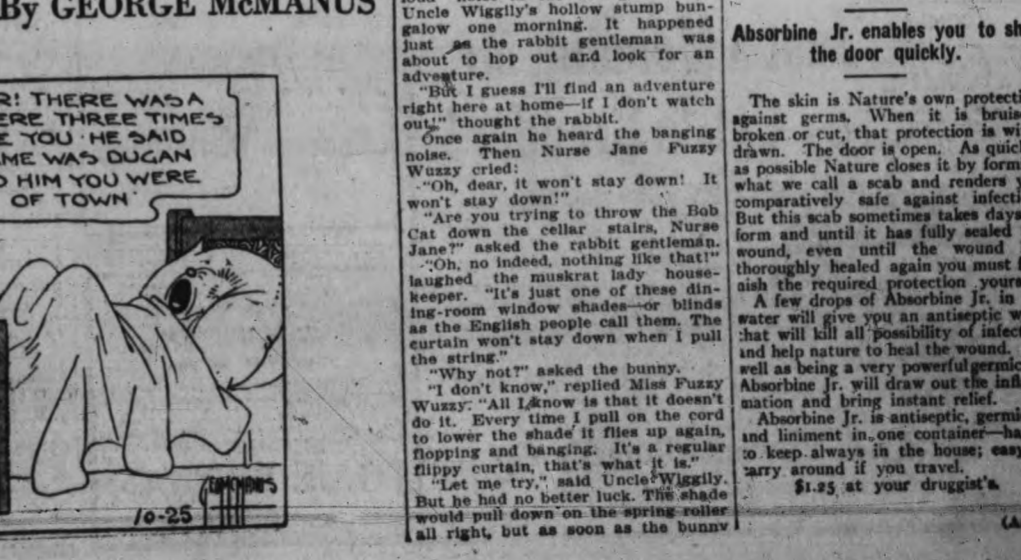 By GEORGE McMANUS
THERE WAS A
THREE TIMES
YOU. HE SAID
WAS DUGAN
HIM YOU WERE
OF TOWN
10-25
Uncle Wiggily's hollow stump bun-
galow one morning. It happened
just as the rabbit gentleman was
about to hop out and look for an
adventure.
"But I guess I'll find an adventure
right here at home—if I don't watch
out!" thought the rabbit.
Once again he heard the banging
noise. Then Nurse Jane Fuzzy
Wuzzy cried:
"Oh, dear, it won't stay down! It
won't stay down!"
"Are you trying to throw the Bob
Cat down the cellar stairs, Nurse
Jane?" asked the rabbit gentleman.
"Oh, no indeed, nothing like that!"
laughed the muskrat lady house-
keeper. "It's just one of these din-
ing-room window shades—or blinds
as the English people call them. The
curtain won't stay down when I pull
the string."
"Why not?" asked the bunny.
"I don't know," replied Miss Fuzzy
Wuzzy. "All I know is that it doesn't
do it. Every time I pull on the cord
to lower the shade it flies up again,
flopping and banging. It's a regular
flippy curtain, that's what it is."
"Let me try," said Uncle Wiggily.
But he had no better luck. The shade
would pull down on the spring roller
all right, but as soon as the bunny
Absorbine Jr. enables you to sh
the door quickly.
The skin is Nature's own protecti
against germs. When it is bruis
broken or cut, that protection is wi
drawn. The door is open. As quick
as possible Nature closes it by form
what we call a scab and renders
comparatively safe against infecti
But this scab sometimes takes days
form and until it has fully sealed
wound, even until the wound
thoroughly healed again you must
nish the required protection yours
A few drops of Absorbine Jr. in
water will give you an antiseptic w
that will kill all possibility of infect
and help nature to heal the wound.
well as being a very powerful germic
Absorbine Jr. will draw out the infl
mation and bring instant relief.
Absorbine Jr. is antiseptic, germi
and liniment in one container—ha
to keep always in the house; easy
carry around if you travel.
$1.25 at your druggist's.
(A